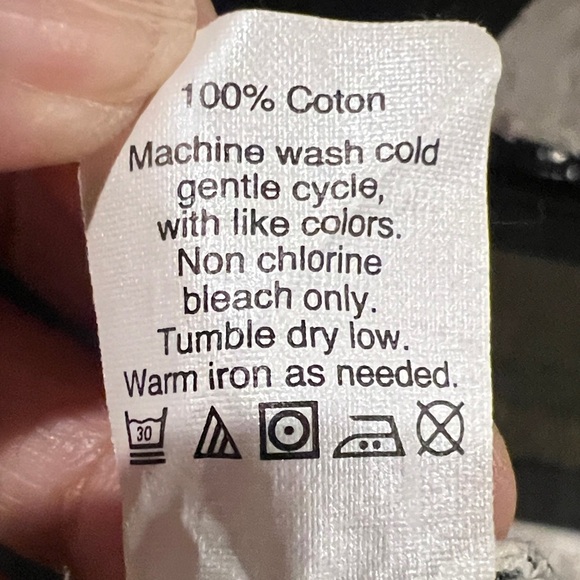 100% Coton
Machine wash cold
gentle cycle,
with like colors.
Non chlorine
bleach only.
Tumble dry low.
Warm iron as needed.
30